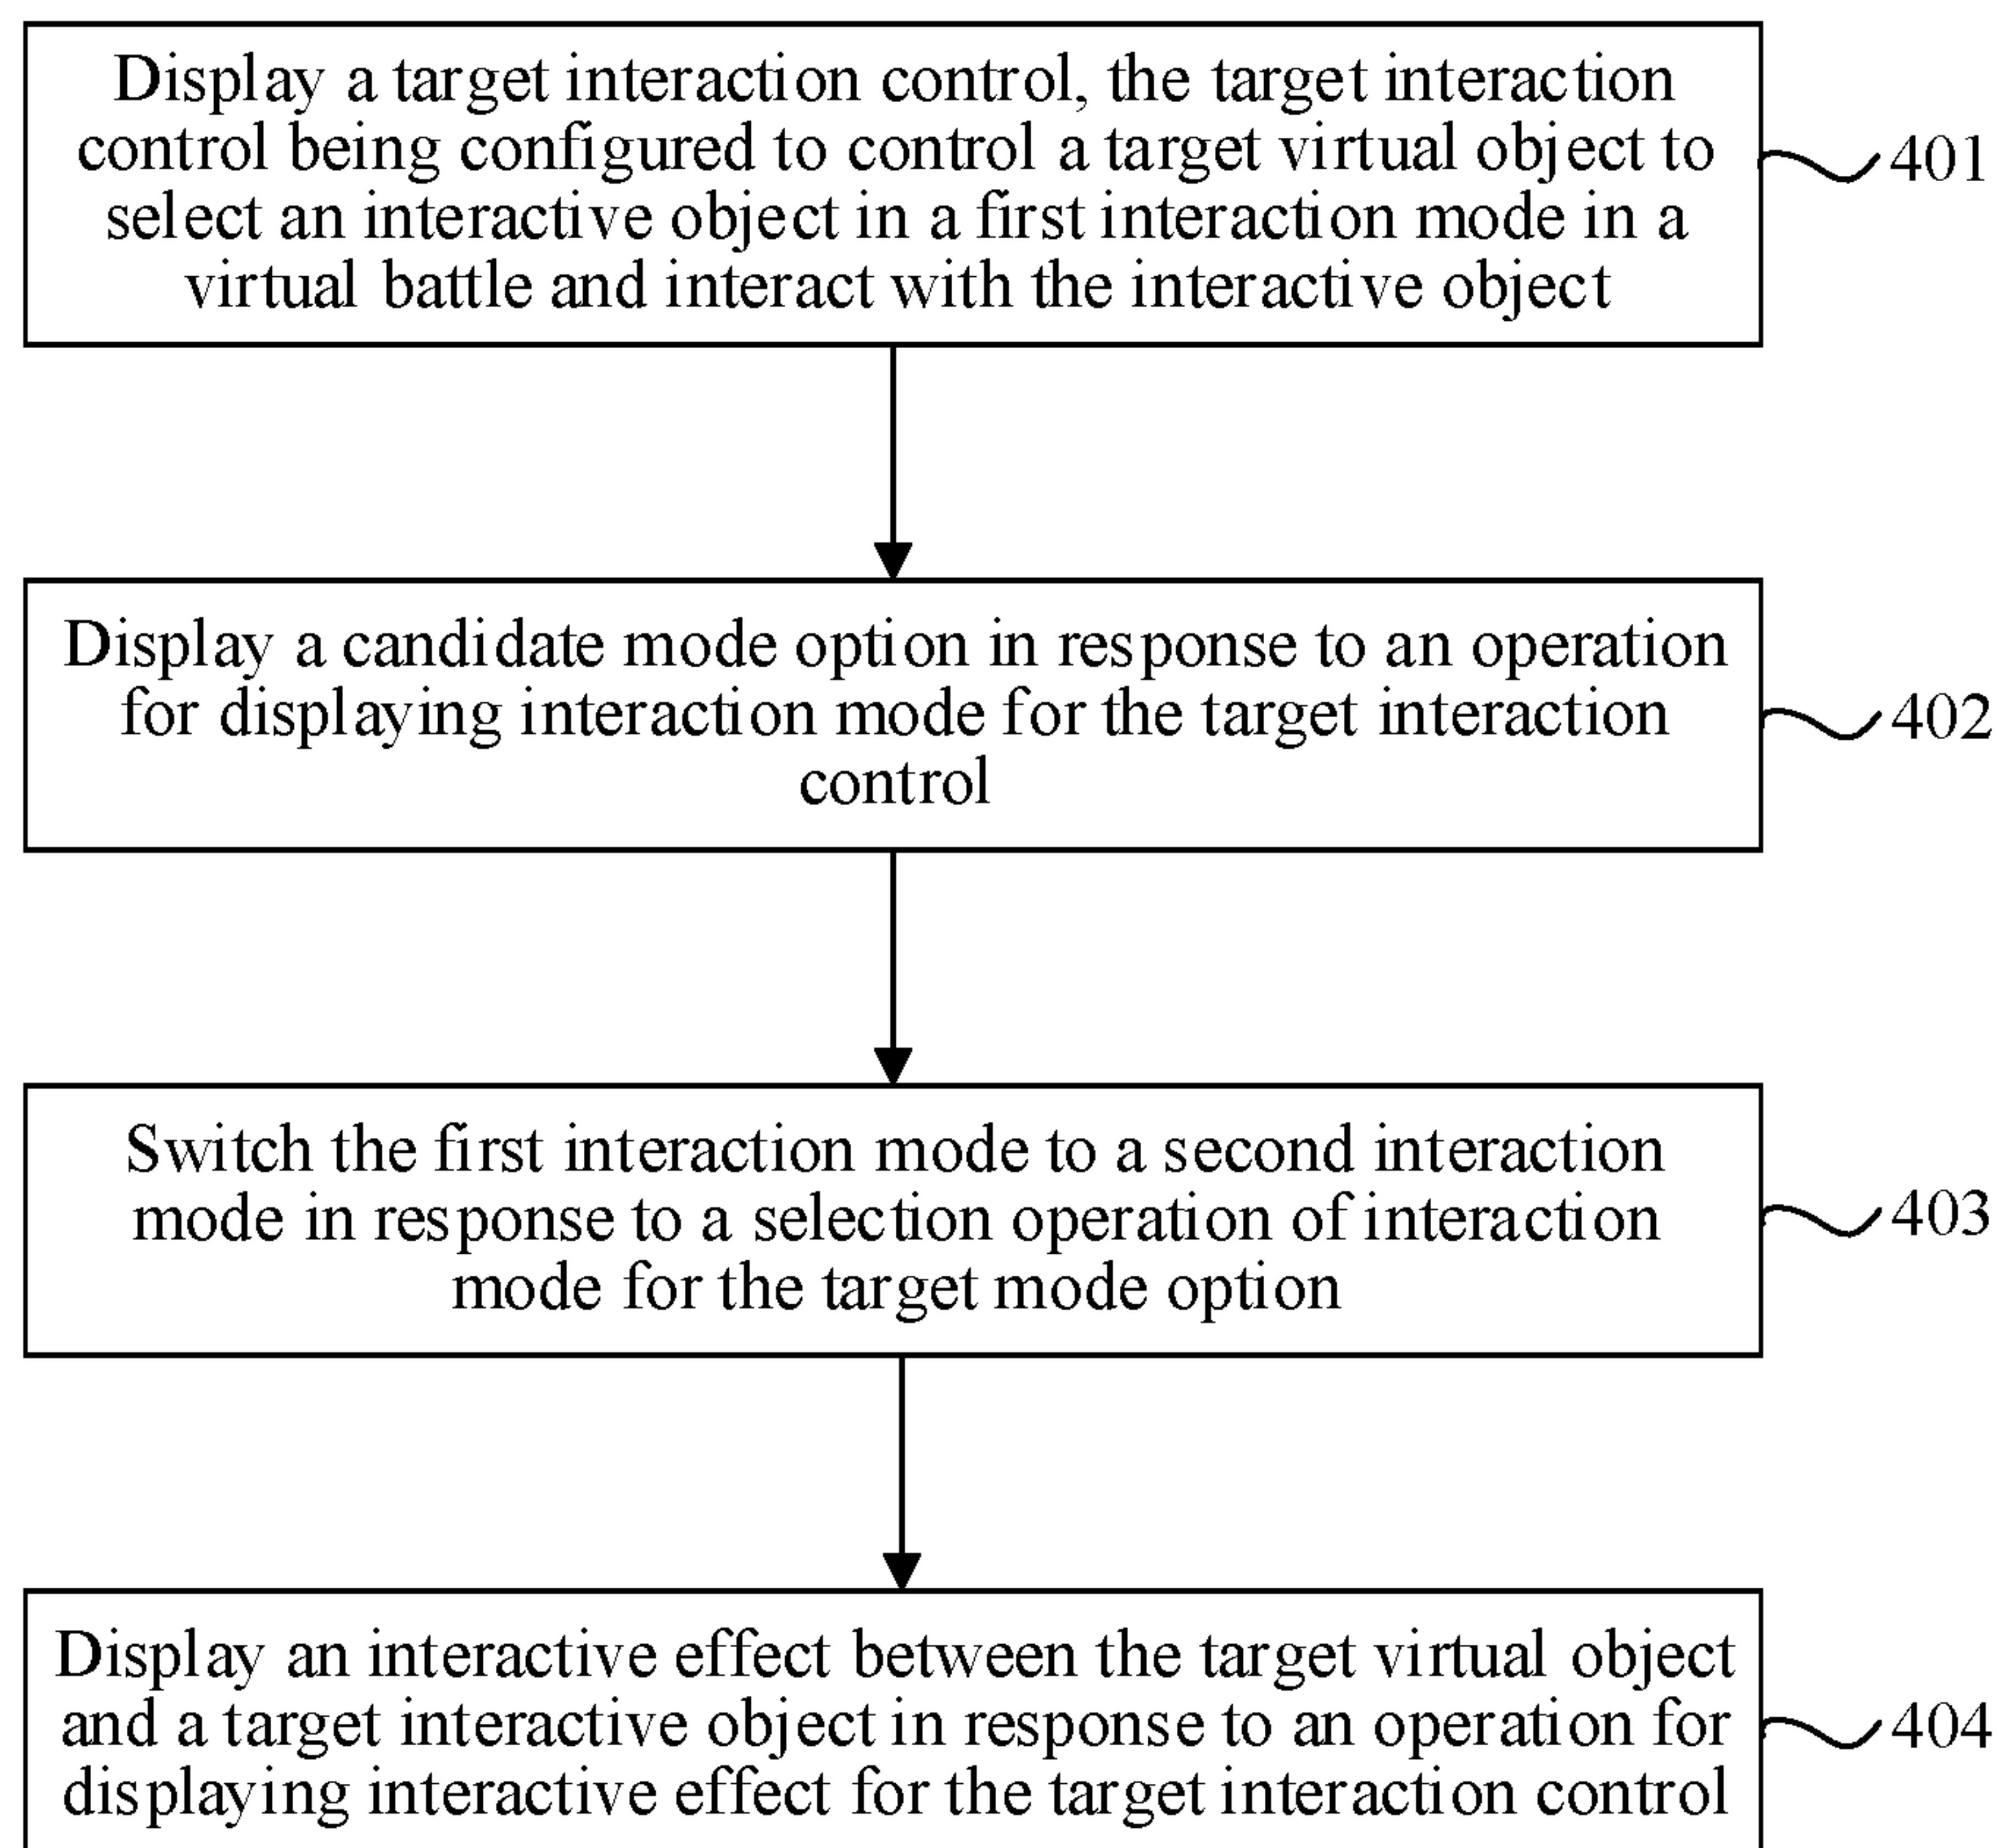 Display a target interaction control, the target interaction
control being configured to control a target virtual object to
select an interactive object in a first interaction mode in a
virtual battle and interact with the interactive object
401
Display a candidate mode option in response to an operation
for displaying interaction mode for the target interaction
control
402
Switch the first interaction mode to a second interaction
mode in response to a selection operation of interaction
mode for the target mode option
403
Display an interactive effect between the target virtual object
and a target interactive object in response to an operation for
displaying interactive effect for the target interaction control
404